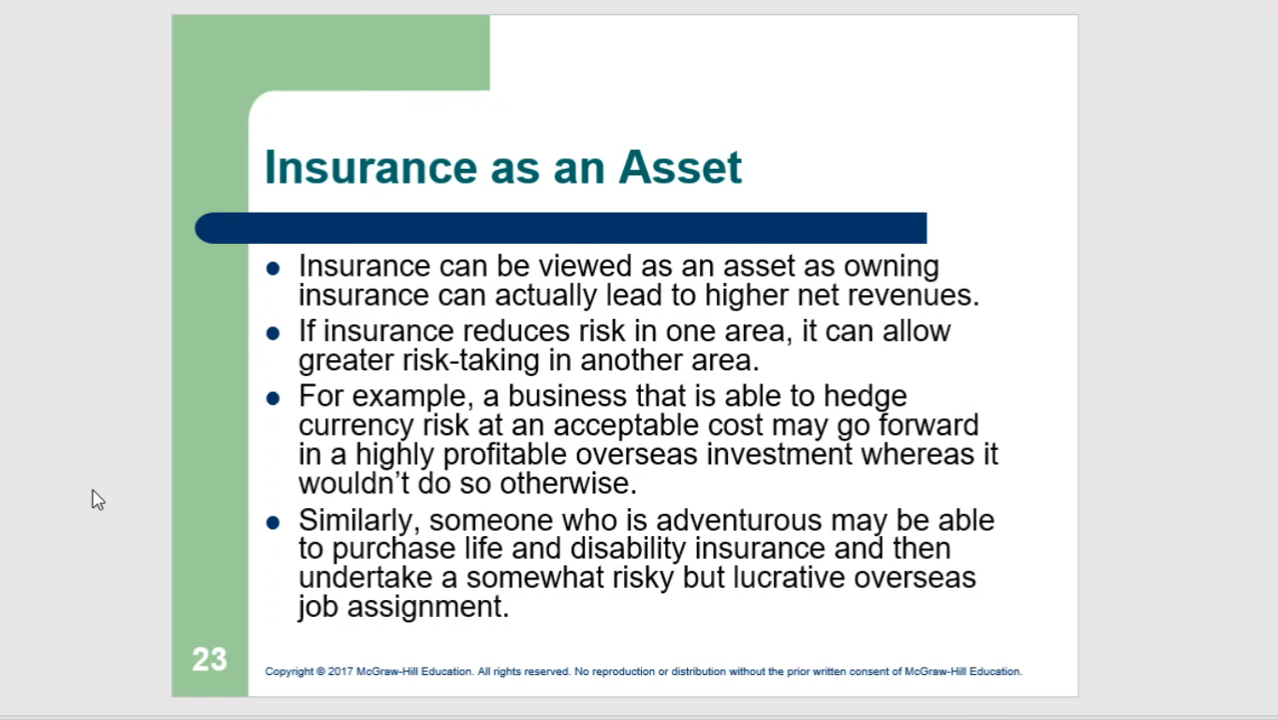 Insurance as an Asset
Insurance can be viewed as an asset as owning
insurance can actually lead to higher net revenues.
If insurance reduces risk in one area, it can allow
greater risk-taking in another area.
For example, a business that is able to hedge
currency risk at an acceptable cost may go forward
in a highly profitable overseas investment whereas it
wouldn’t do so otherwise.
Similarly, someone who is adventurous may be able
to purchase life and disability insurance and then
undertake a somewhat risky but lucrative overseas
job assignment.
23
Copyright © 2017 McGraw-Hill Education. All rights reserved. No reproduction or distribution without the prior written consent of McGraw-Hill Education.